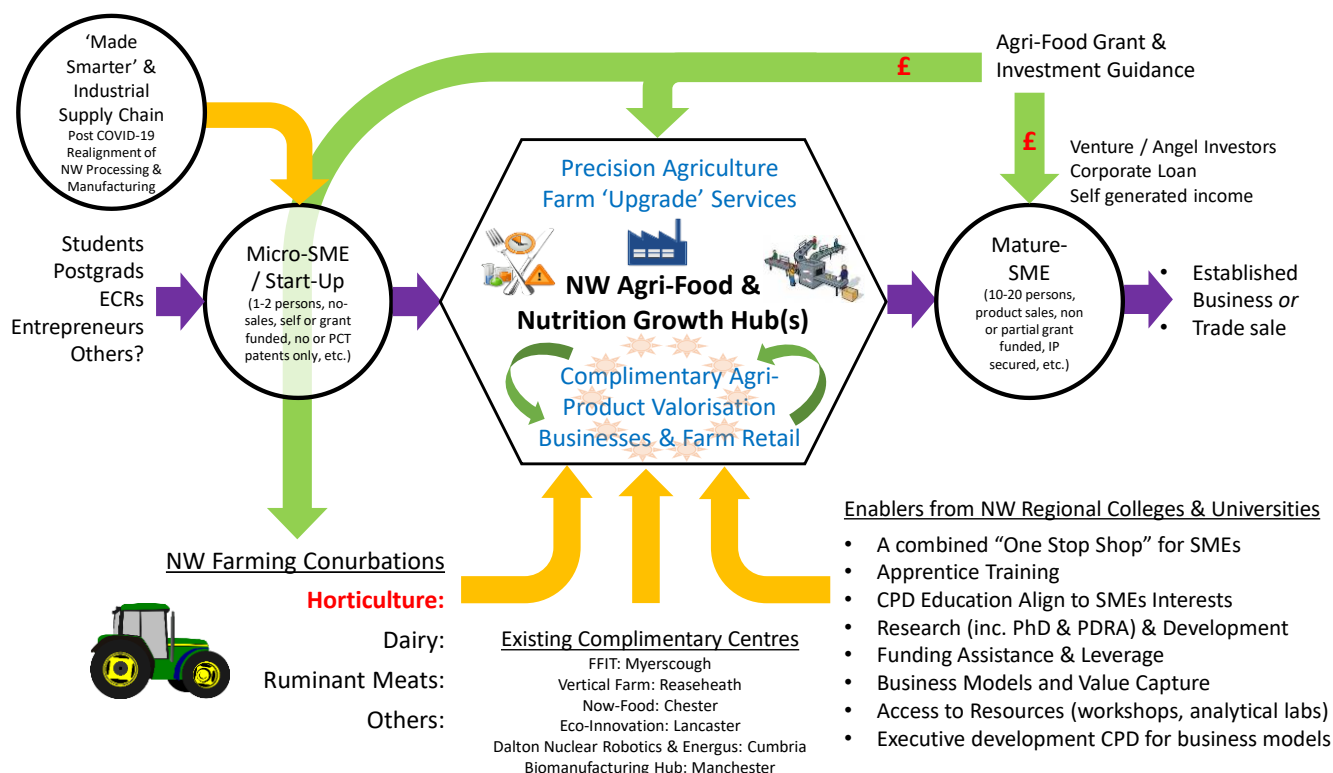 ‘Made
Smarter’ &
Industrial
Supply Chain
Post COVID-19
Realignment of
NW Processing &
Manufacturing
£
Agri-Food Grant &
Investment Guidance
£
Venture / Angel Investors
Corporate Loan
Self generated income
Students
Postgrads
ECRs
Entrepreneurs
Others?
Micro-SME
/ Start-Up
(1-2 persons, no-
sales, self or grant
funded, no or PCT
patents only, etc.)
Precision Agriculture
Farm ‘Upgrade’ Services
NW Agri-Food &
Nutrition Growth Hub(s)
Complimentary Agri-
Product Valorisation
Businesses & Farm Retail
Mature-
SME
(10-20 persons,
product sales, non
or partial grant
funded, IP
secured, etc.)
• Established
Business or
• Trade sale
NW Farming Conurbations
Horticulture:
Dairy:
Ruminant Meats:
Others:
Existing Complimentary Centres
FFIT: Myerscough
Vertical Farm: Reaseheath
Now-Food: Chester
Eco-Innovation: Lancaster
Dalton Nuclear Robotics & Energus: Cumbria
Biomanufacturing Hub: Manchester
Enablers from NW Regional Colleges & Universities
• A combined “One Stop Shop” for SMEs
• Apprentice Training
• CPD Education Align to SMEs Interests
• Research (inc. PhD & PDRA) & Development
• Funding Assistance & Leverage
• Business Models and Value Capture
• Access to Resources (workshops, analytical labs)
• Executive development CPD for business models